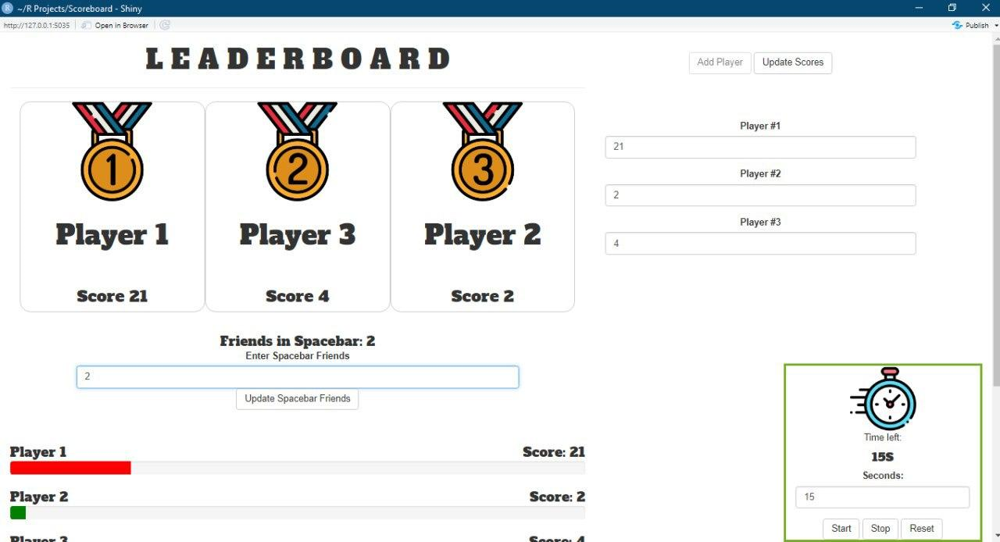 R ~/R Projects/Scoreboard - Shiny
http://127.0.0.1:5035 Open in Browser Publish
LEADERBOARD
Add Player Update Scores
1 2 3
Player 1 Player 3 Player 2
Score 21 Score 4 Score 2
Player #1
21
Player #2
2
Player #3
4
Friends in Spacebar: 2
Enter Spacebar Friends
2
Update Spacebar Friends
Player 1 Score: 21
Player 2 Score: 2
Player 3 Score: 4
Time left:
15S
Seconds:
15
Start Stop Reset